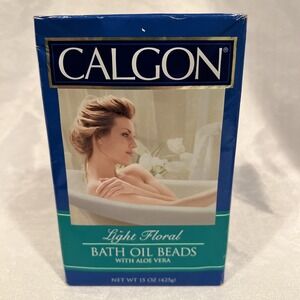 CALGON®
Light Floral
BATH OIL BEADS
WITH ALOE VERA
NET WT 15 OZ (425g)